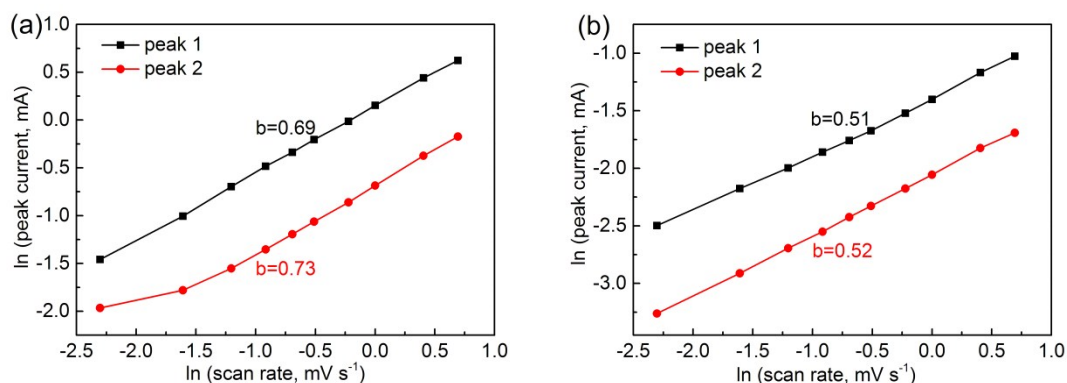 (a)
peak 1
peak 2
b=0.69
b=0.73
1.0
0.5
0.0
-0.5
-1.0
-1.5
-2.0
-2.5 -2.0 -1.5 -1.0 -0.5 0.0 0.5 1.0
ln (peak current, mA)
ln (scan rate, mV s⁻¹)
(b)
peak 1
peak 2
b=0.51
b=0.52
-1.0
-1.5
-2.0
-2.5
-3.0
-2.5 -2.0 -1.5 -1.0 -0.5 0.0 0.5 1.0
ln (peak current, mA)
ln (scan rate, mV s⁻¹)